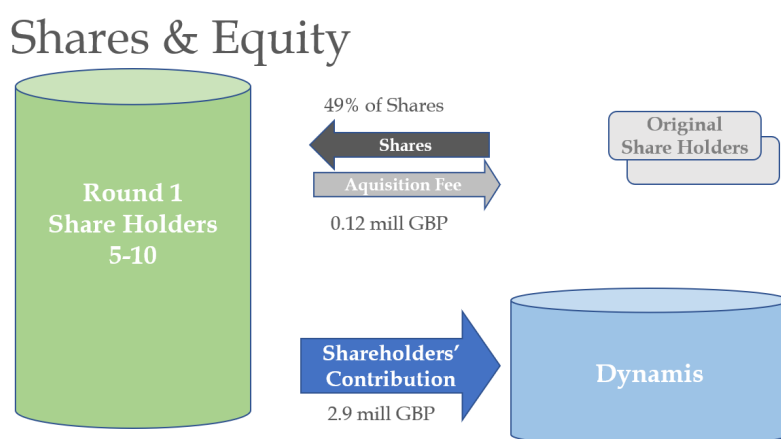 Shares & Equity
49% of Shares
Shares
Aquisition Fee
0.12 mill GBP
Original
Share Holders
Round 1
Share Holders
5-10
Shareholders'
Contribution
2.9 mill GBP
Dynamis